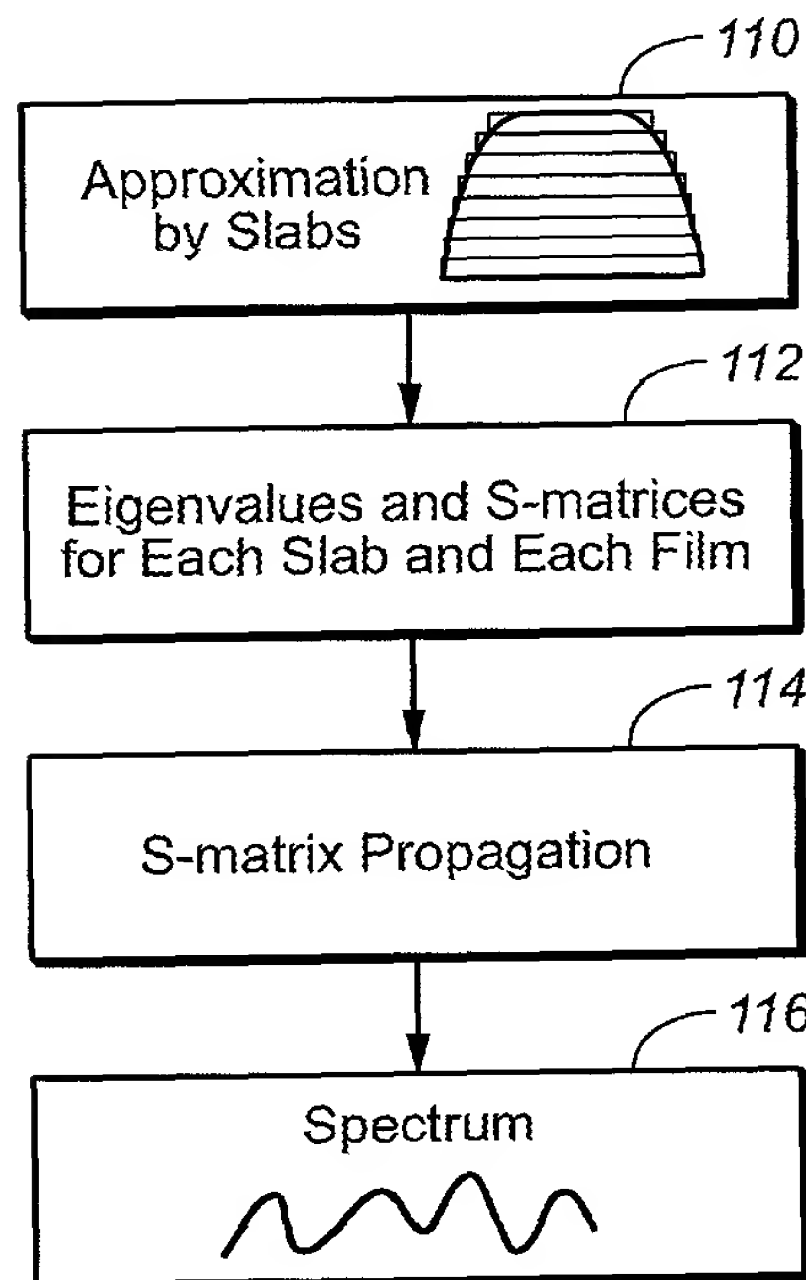 110
Approximation
by Slabs
112
Eigenvalues and S-matrices
for Each Slab and Each Film
114
S-matrix Propagation
116
Spectrum